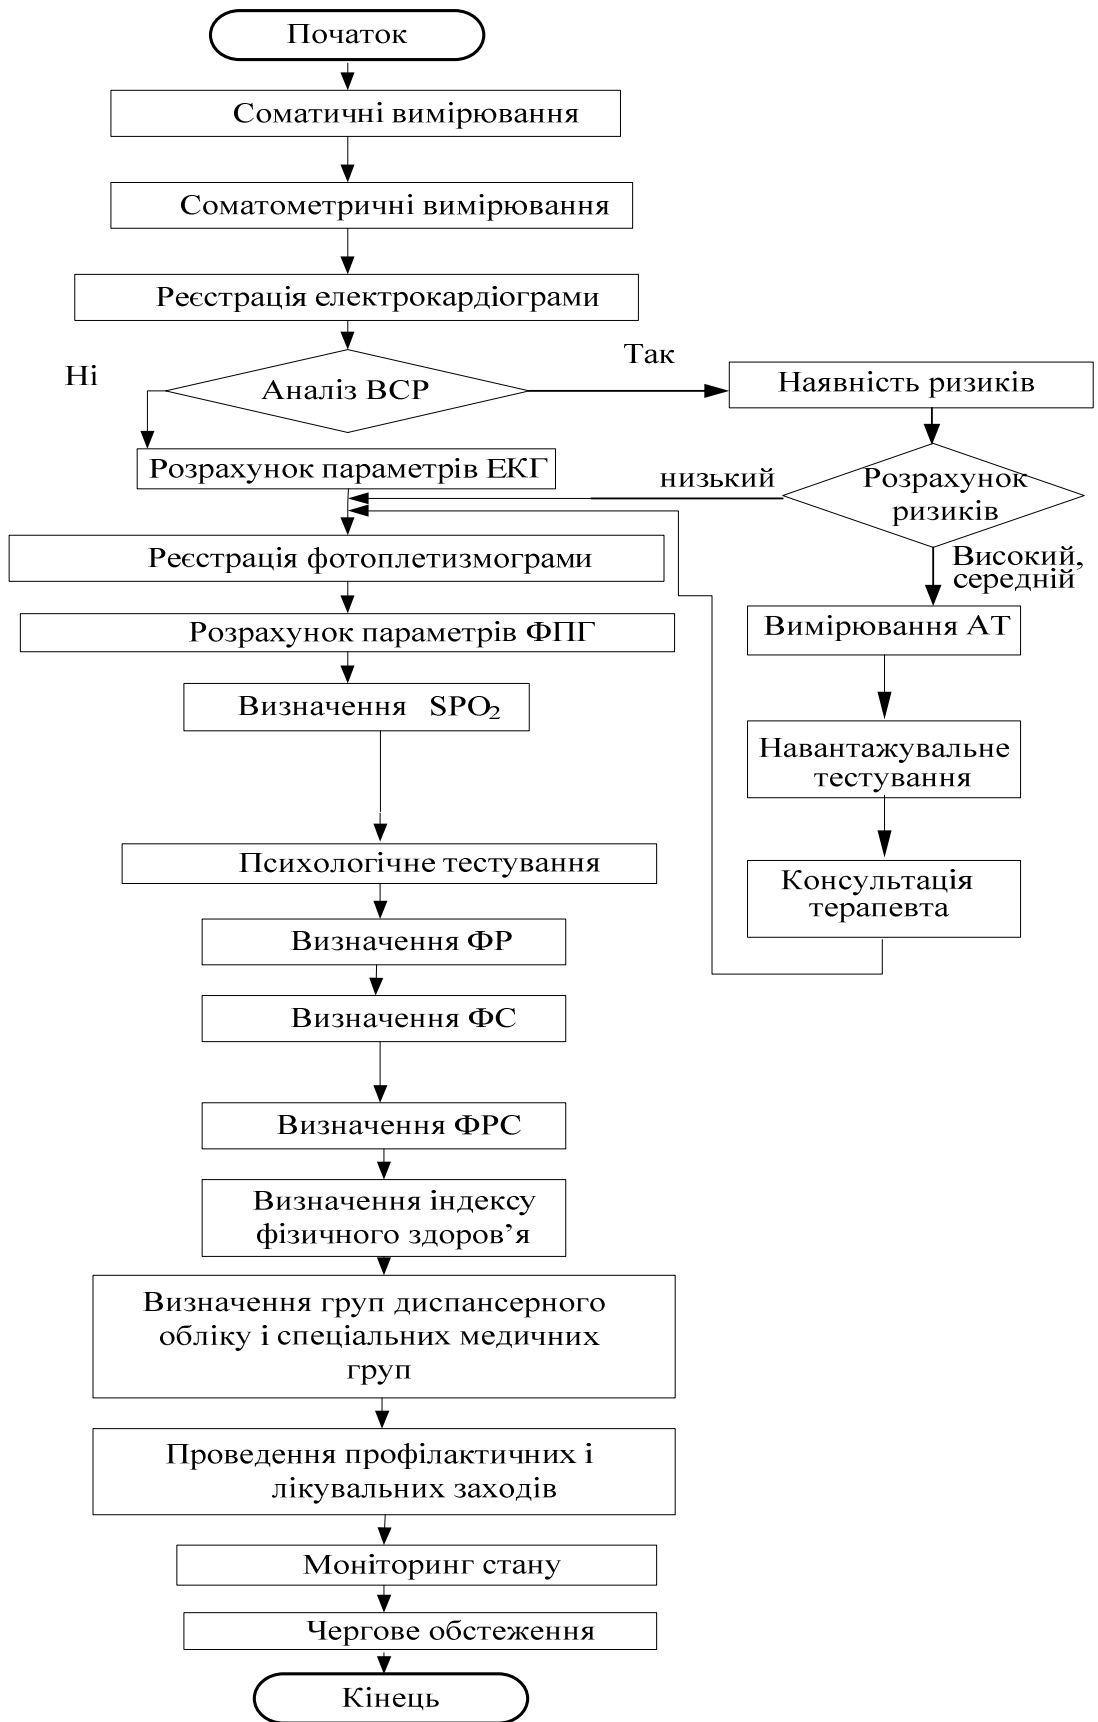 Початок
Соматичні вимірювання
Соматометричні вимірювання
Реєстрація електрокардіограми
Ні
Аналіз ВСР
Так
Наявність ризиків
Розрахунок параметрів ЕКГ
низький
Розрахунок
ризиків
Високий,
середній
Реєстрація фотоплетизмограми
Розрахунок параметрів ФПГ
Визначення SPO₂
Вимірювання АТ
Навантажувальне
тестування
Консультація
терапевта
Психологічне тестування
Визначення ФР
Визначення ФС
Визначення ФРС
Визначення індексу
фізичного здоров’я
Визначення груп диспансерного
обліку і спеціальних медичних
груп
Проведення профілактичних і
лікувальних заходів
Моніторинг стану
Чергове обстеження
Кінець